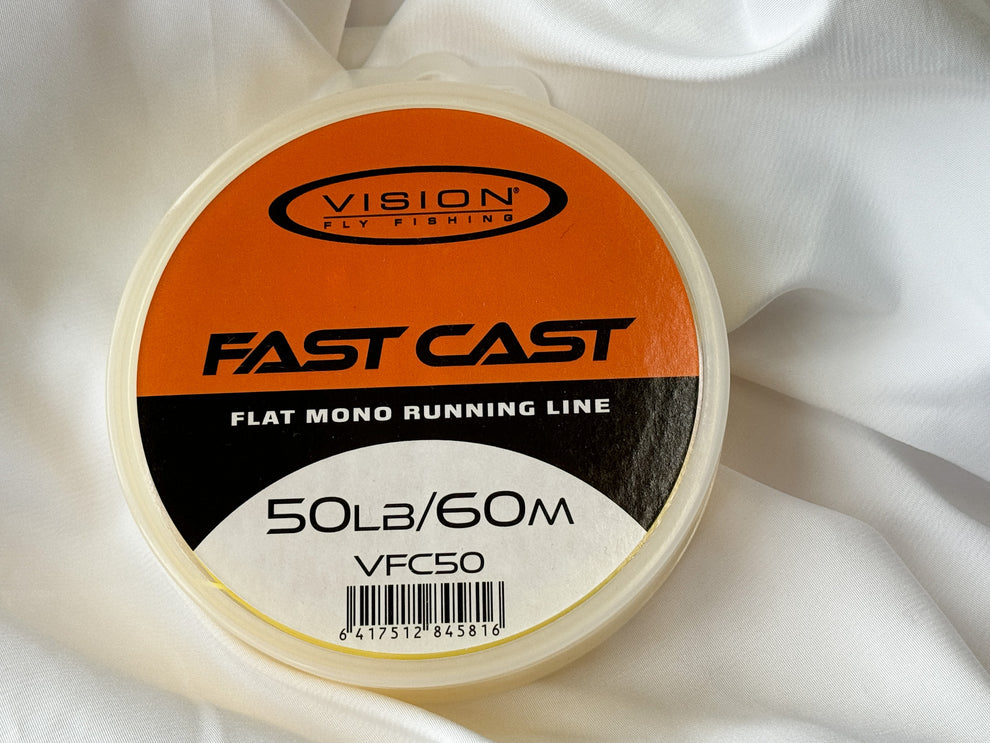 VISION®
FLY FISHING
FAST CAST
FLAT MONO RUNNING LINE
50LB/60M
VFC50
6 417512 845816